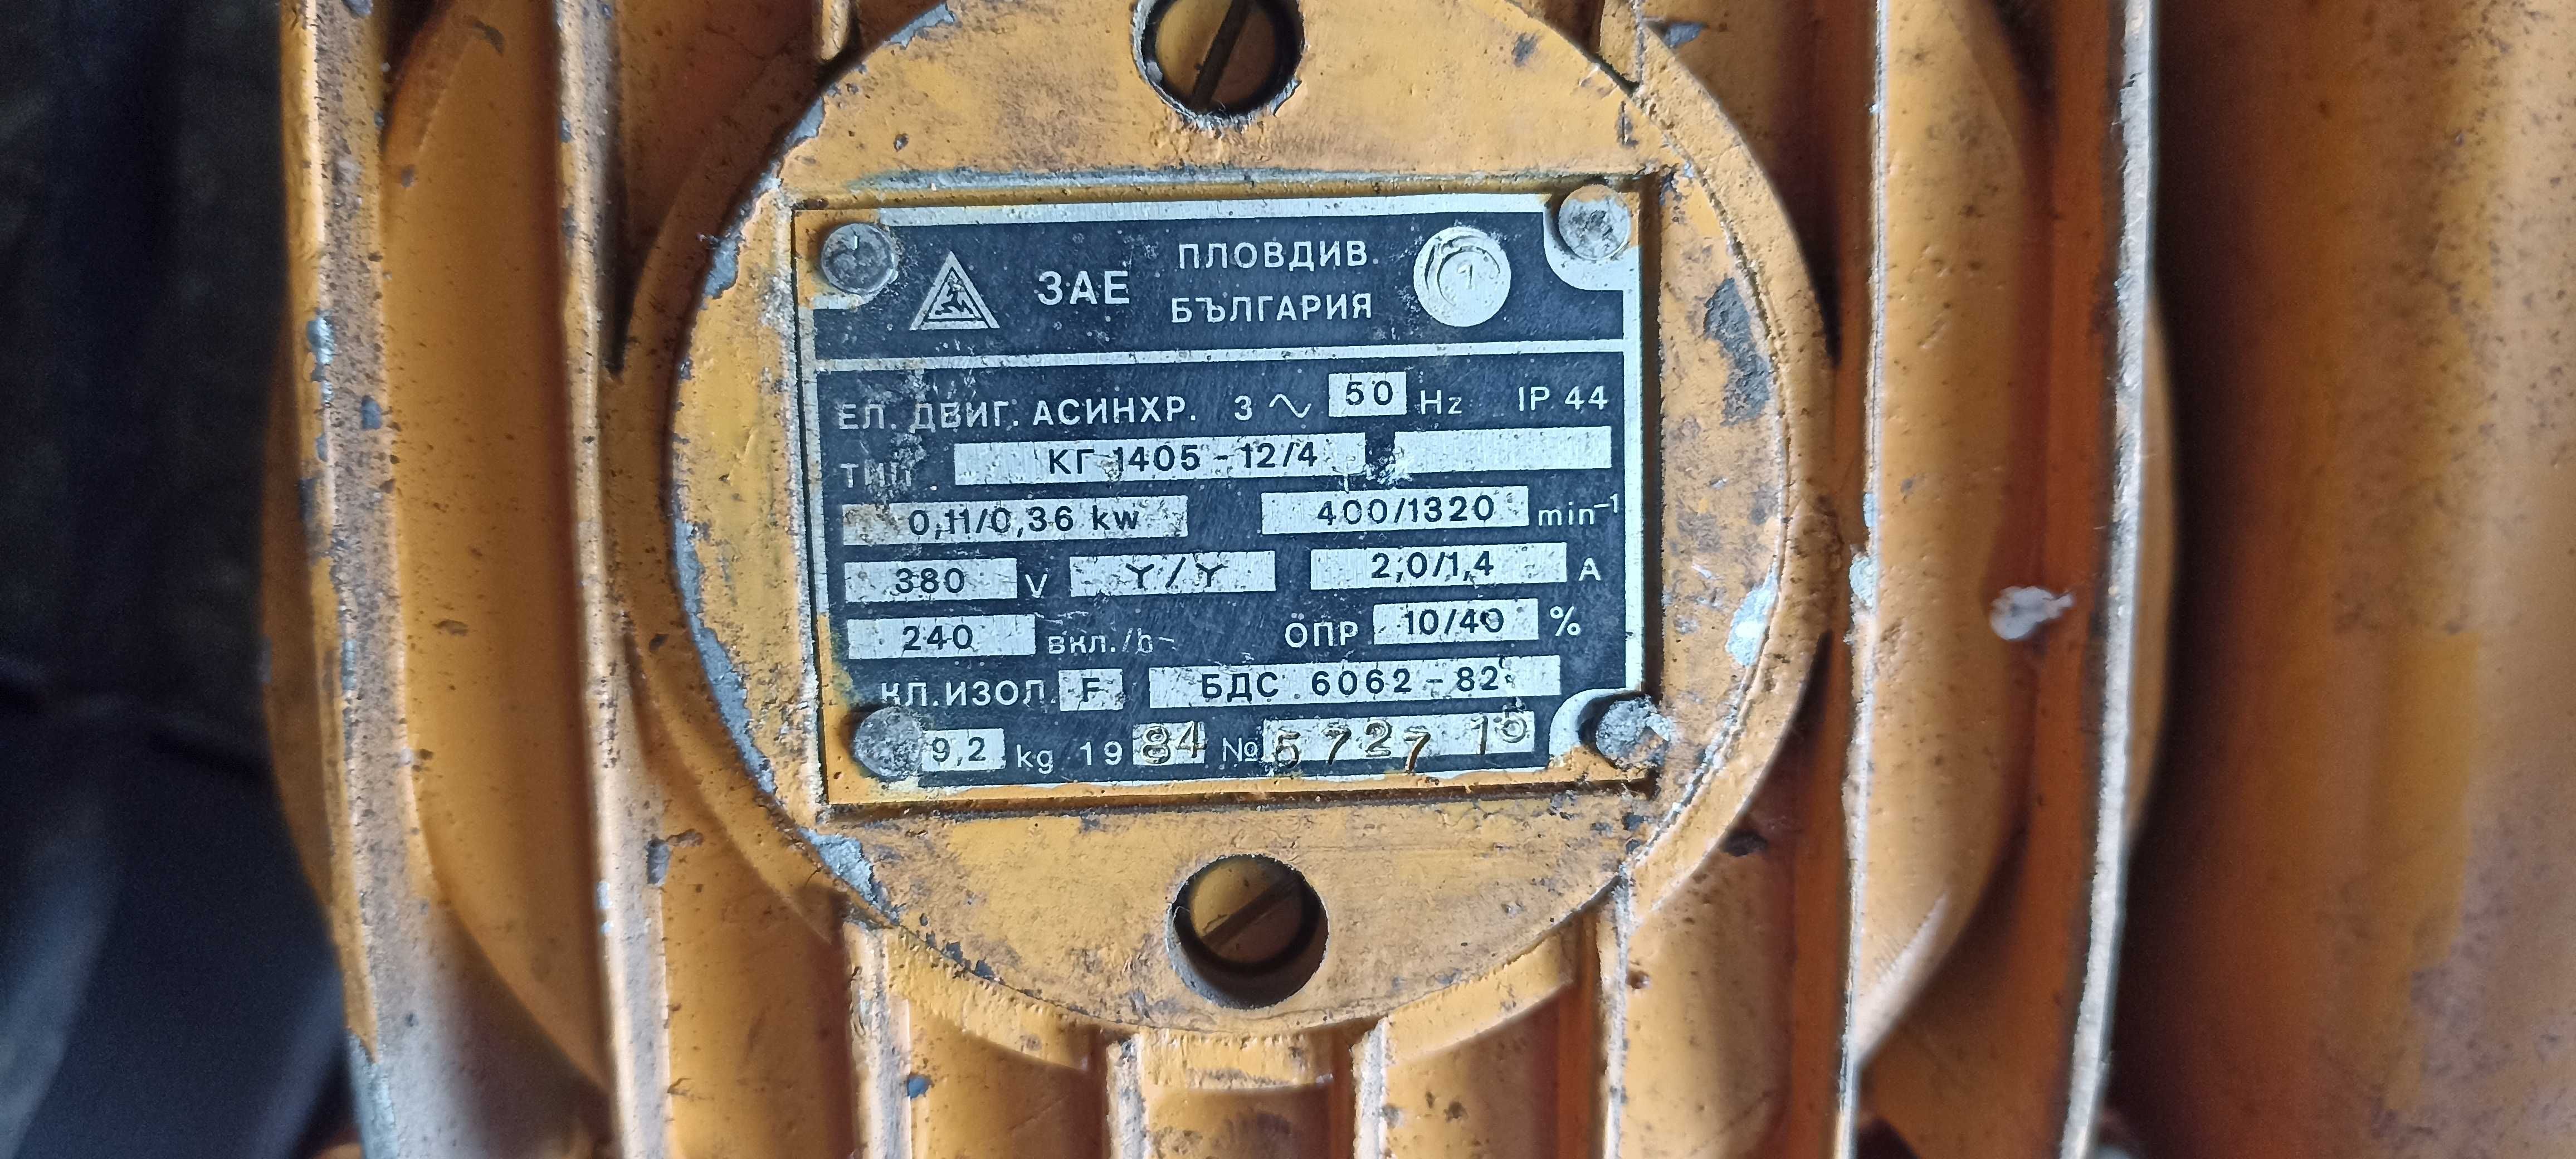 ЗАЕ ПЛОВДИВ.
БЪЛГАРИЯ
ЕЛ. ДВИГ. АСИНХР. 3 ~ 50 Hz IP 44
ТИП КГ 1405 - 12/4
0,11/0,36 kw 400/1320 min⁻¹
380 V Y / Y 2,0/1,4 A
240 вкл./h ОПР 10/40 %
КЛ.ИЗОЛ. F БДС 6062 - 82
9,2 kg 1984 № 5727